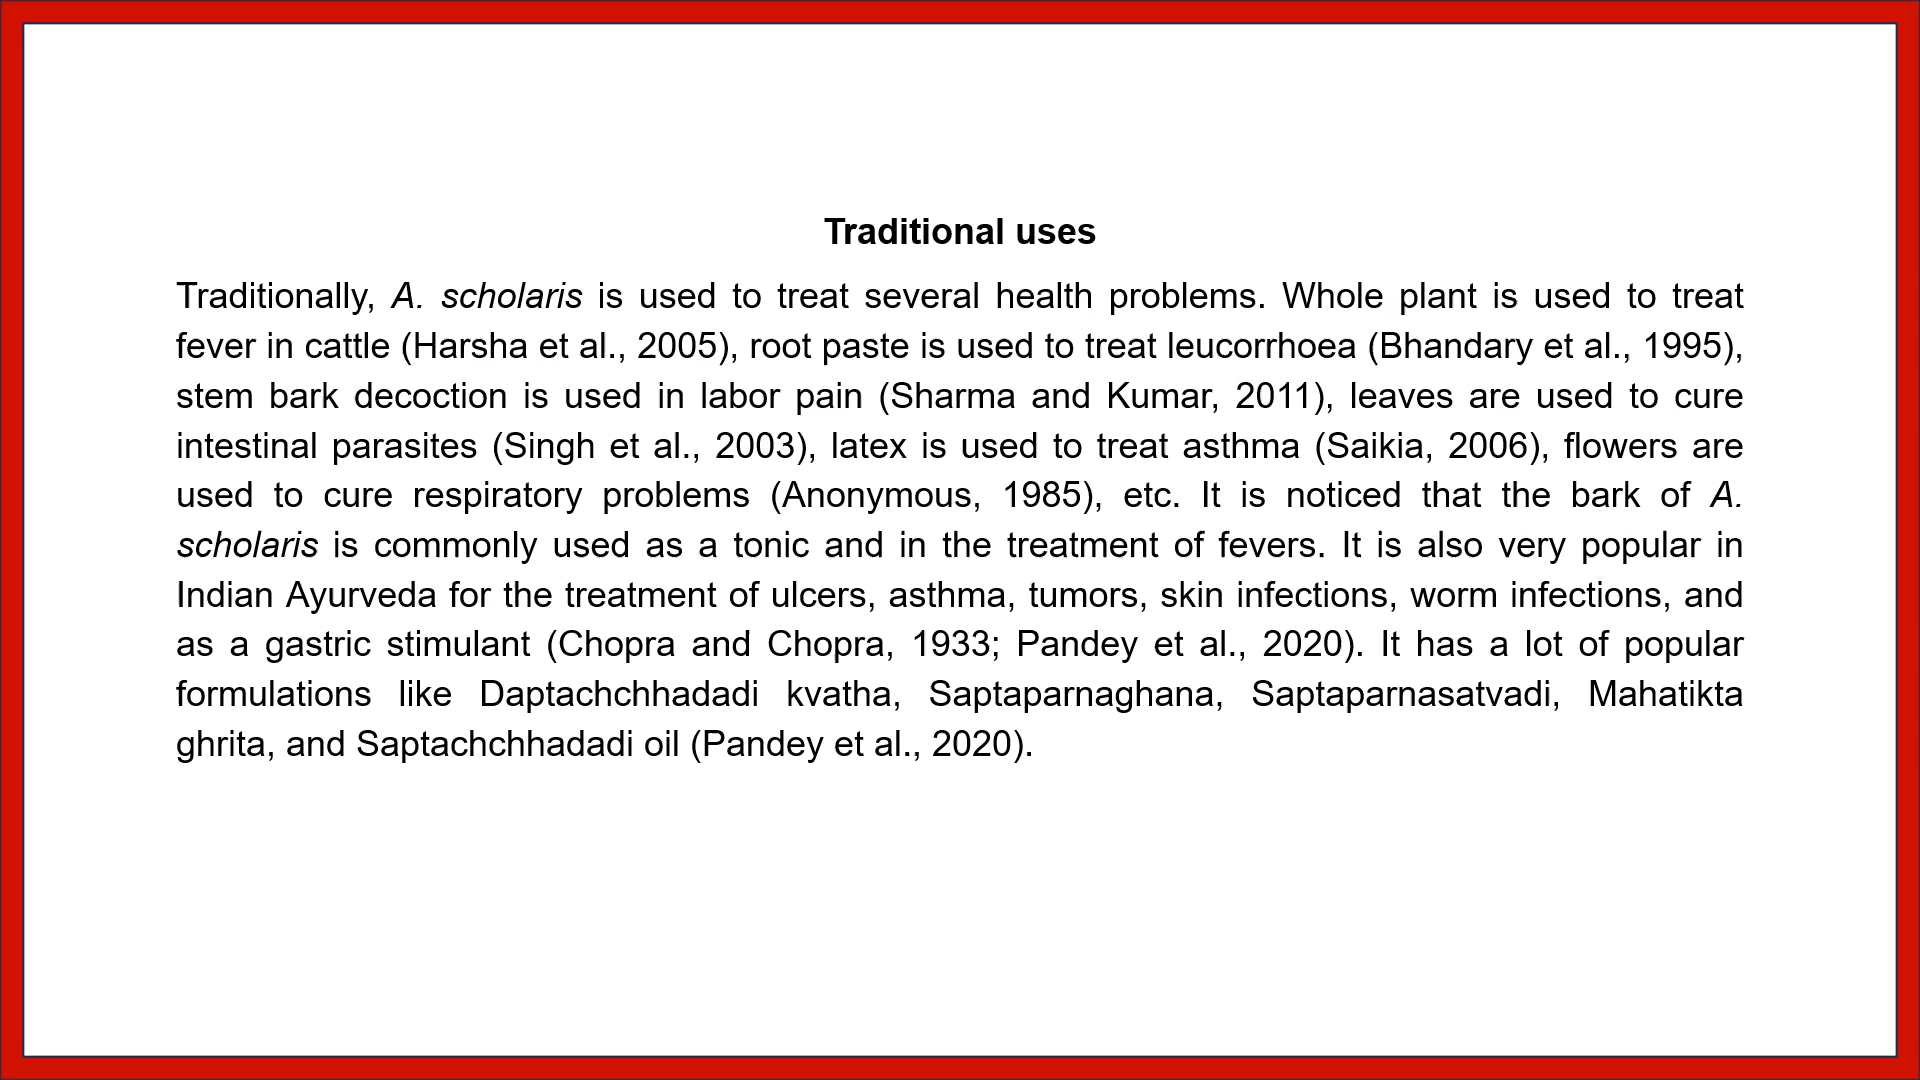 Traditional uses
Traditionally, A. scholaris is used to treat several health problems. Whole plant is used to treat
fever in cattle (Harsha et al., 2005), root paste is used to treat leucorrhoea (Bhandary et al., 1995),
stem bark decoction is used in labor pain (Sharma and Kumar, 2011), leaves are used to cure
intestinal parasites (Singh et al., 2003), latex is used to treat asthma (Saikia, 2006), flowers are
used to cure respiratory problems (Anonymous, 1985), etc. It is noticed that the bark of A.
scholaris is commonly used as a tonic and in the treatment of fevers. It is also very popular in
Indian Ayurveda for the treatment of ulcers, asthma, tumors, skin infections, worm infections, and
as a gastric stimulant (Chopra and Chopra, 1933; Pandey et al., 2020). It has a lot of popular
formulations like Daptachchhadadi kvatha, Saptaparnaghana, Saptaparnasatvadi, Mahatikta
ghrita, and Saptachchhadadi oil (Pandey et al., 2020).